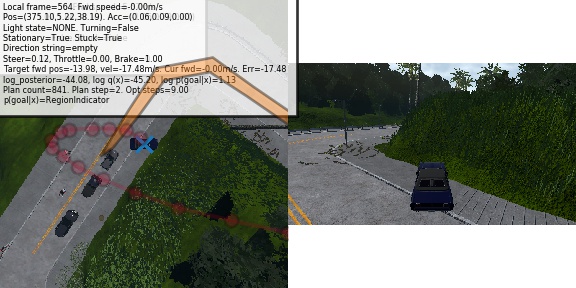 Local frame=564. Fwd speed=-0.00m/s
Pos=(375.10,5.22,38.19). Acc=(0.06,0.09,0.00)
Light state=NONE. Turning=False
Stationary=True. Stuck=True
Direction string=empty
Steer=0.12, Throttle=0.00, Brake=1.00
Target fwd pos=-13.98, vel=-17.48m/s. Cur fwd=-0.00m/s. Err=-17.48
log_posterior=-44.08, log q(x)=-45.20, log p(goal|x)=1.13
Plan count=841. Plan step=2. Opt steps=9.00
p(goal|x)=RegionIndicator